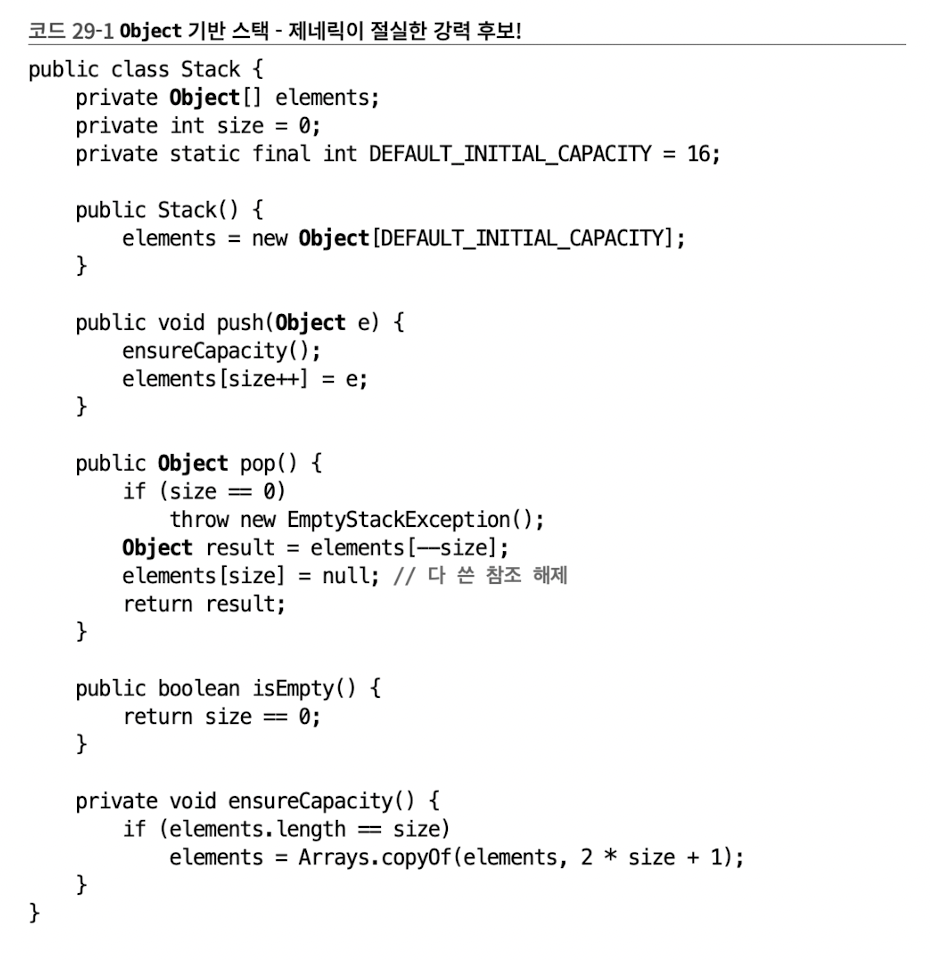 코드 29-1 Object 기반 스택 - 제네릭이 절실한 강력 후보!
public class Stack {
    private Object[] elements;
    private int size = 0;
    private static final int DEFAULT_INITIAL_CAPACITY = 16;

    public Stack() {
        elements = new Object[DEFAULT_INITIAL_CAPACITY];
    }

    public void push(Object e) {
        ensureCapacity();
        elements[size++] = e;
    }

    public Object pop() {
        if (size == 0)
            throw new EmptyStackException();
        Object result = elements[--size];
        elements[size] = null; // 다 쓴 참조 해제
        return result;
    }

    public boolean isEmpty() {
        return size == 0;
    }

    private void ensureCapacity() {
        if (elements.length == size)
            elements = Arrays.copyOf(elements, 2 * size + 1);
    }
}